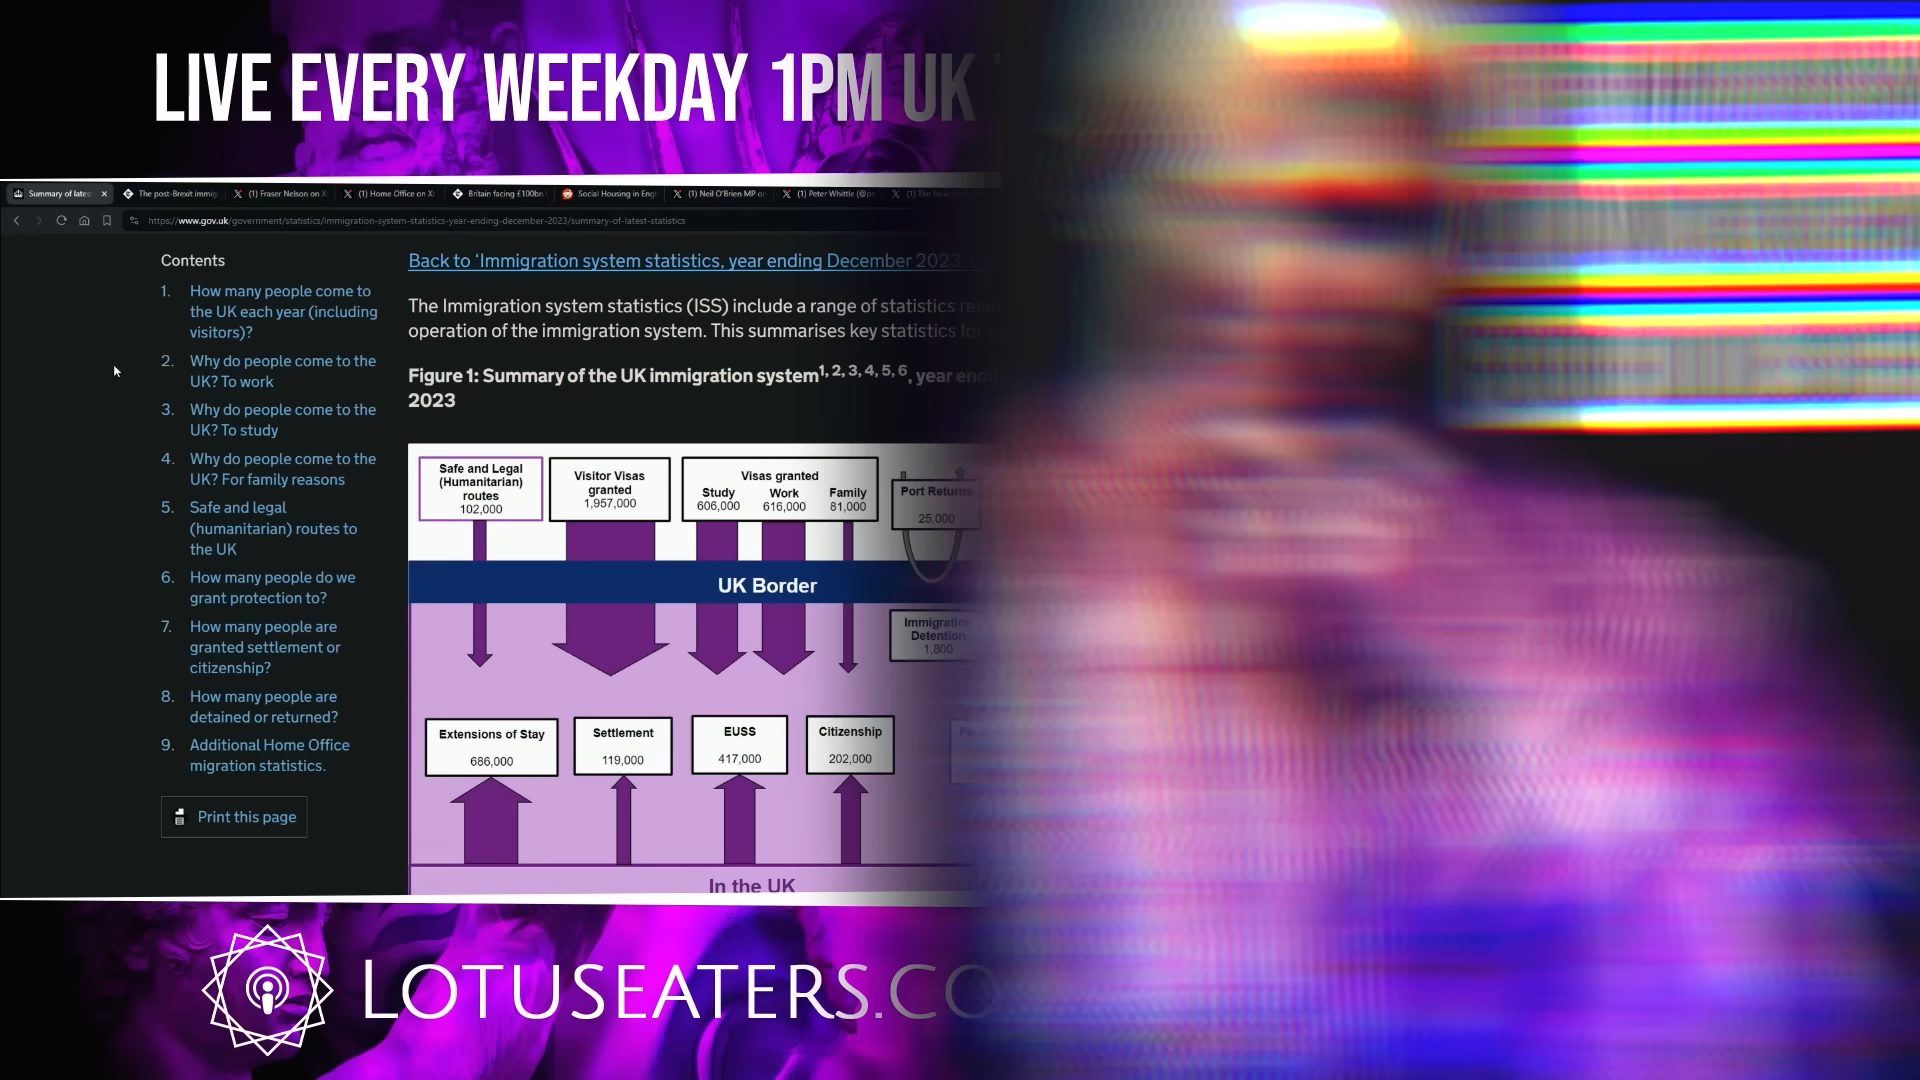 LIVE EVERY WEEKDAY 1PM UK
Summary of lates
The post-Brexit immig
(1) Fraser Nelson on X
(1) Home Office on X:
Britain facing £100bn
Social Housing in Engl
(1) Neil O'Brien MP on
(1) Peter Whittle (@pr
(1) The New
https://www.gov.uk/government/statistics/immigration-system-statistics-year-ending-december-2023/summary-of-latest-statistics
Contents
1. How many people come to
the UK each year (including
visitors)?
2. Why do people come to the
UK? To work
3. Why do people come to the
UK? To study
4. Why do people come to the
UK? For family reasons
5. Safe and legal
(humanitarian) routes to
the UK
6. How many people do we
grant protection to?
7. How many people are
granted settlement or
citizenship?
8. How many people are
detained or returned?
9. Additional Home Office
migration statistics.
Print this page
Back to ‘Immigration system statistics, year ending December 2023
The Immigration system statistics (ISS) include a range of statistics
operation of the immigration system. This summarises key statistics for
Figure 1: Summary of the UK immigration system1, 2, 3, 4, 5, 6, year
2023
Safe and Legal
(Humanitarian)
routes
102,000
Visitor Visas
granted
1,957,000
Visas granted
Study Work Family
606,000 616,000 81,000
Port Returns
25,000
UK Border
Immigration
Detention
1,800
Extensions of Stay
686,000
Settlement
119,000
EUSS
417,000
Citizenship
202,000
In the UK
LOTUSEATERS.CO